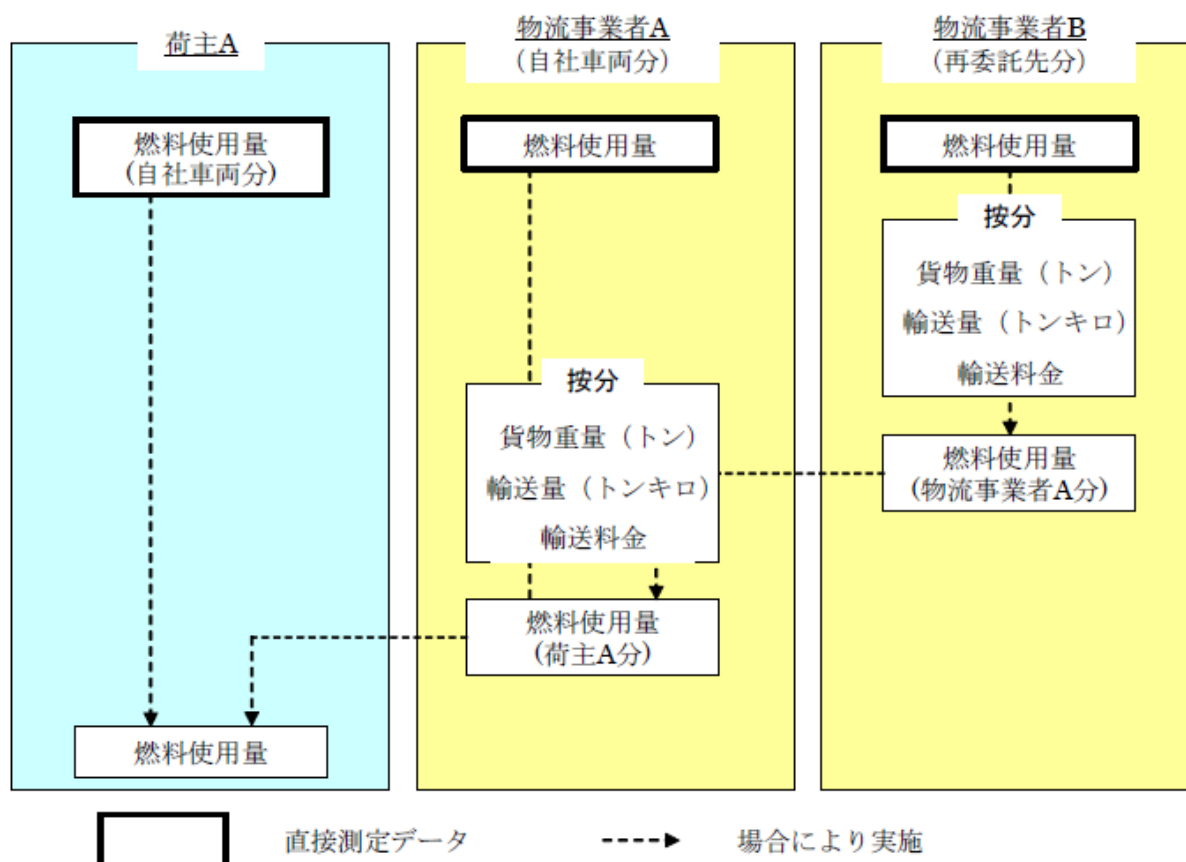 荷主A
燃料使用量
(自社車両分)
燃料使用量
物流事業者A
(自社車両分)
燃料使用量
按分
貨物重量（トン）
輸送量（トンキロ）
輸送料金
燃料使用量
(荷主A分)
物流事業者B
(再委託先分)
燃料使用量
按分
貨物重量（トン）
輸送量（トンキロ）
輸送料金
燃料使用量
(物流事業者A分)
直接測定データ
場合により実施